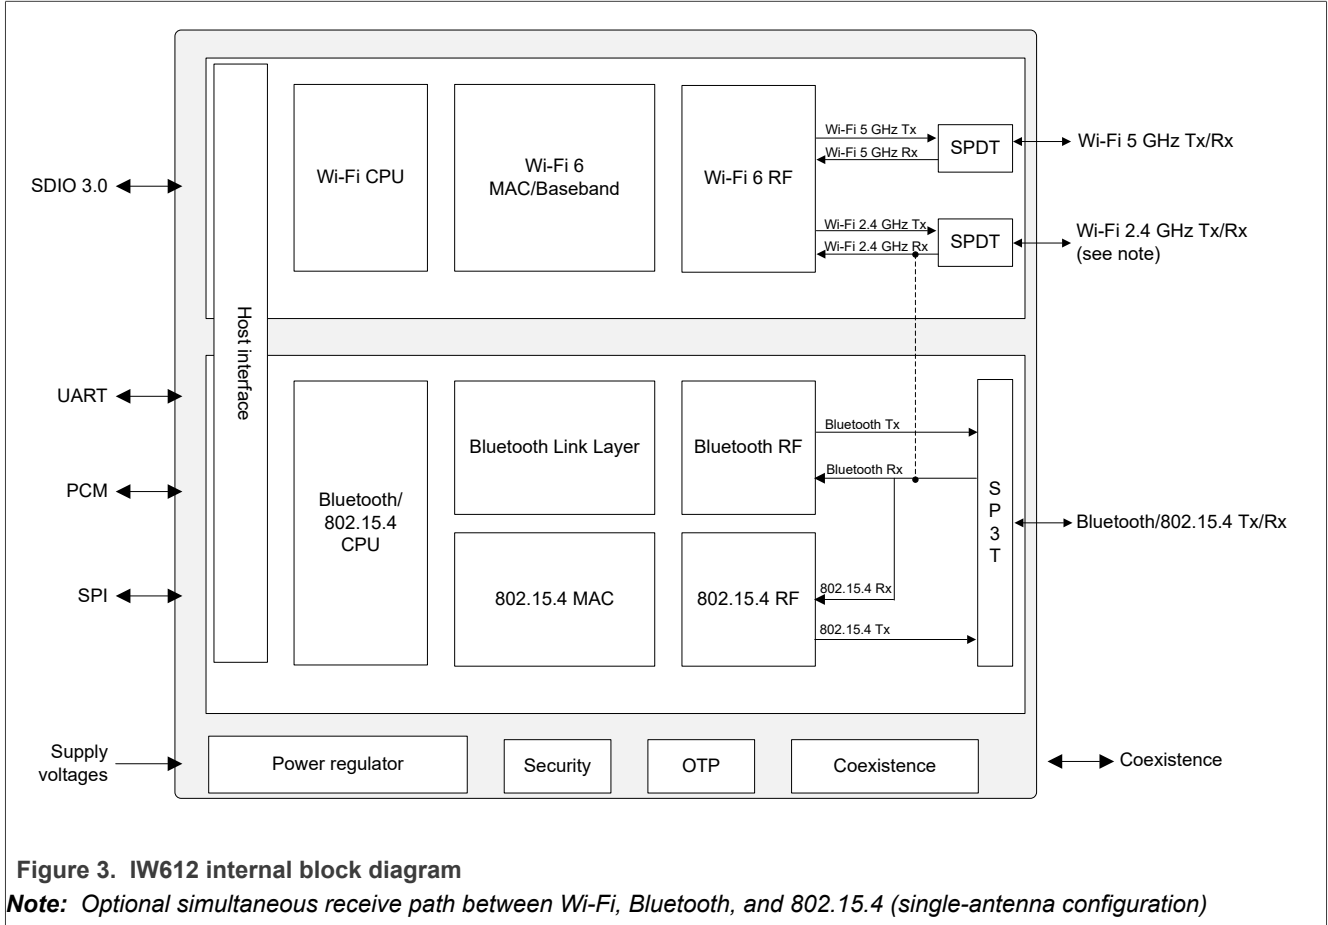 SDIO 3.0
UART
PCM
SPI
Supply
voltages
Host interface
Wi-Fi CPU
Wi-Fi 6
MAC/Baseband
Wi-Fi 6 RF
Wi-Fi 5 GHz Tx
Wi-Fi 5 GHz Rx
SPDT
Wi-Fi 5 GHz Tx/Rx
Wi-Fi 2.4 GHz Tx
Wi-Fi 2.4 GHz Rx
SPDT
Wi-Fi 2.4 GHz Tx/Rx
(see note)
Bluetooth/
802.15.4
CPU
Bluetooth Link Layer
Bluetooth RF
Bluetooth Tx
Bluetooth Rx
802.15.4 MAC
802.15.4 RF
802.15.4 Rx
802.15.4 Tx
S
P
3
T
Bluetooth/802.15.4 Tx/Rx
Power regulator
Security
OTP
Coexistence
Coexistence
Figure 3. IW612 internal block diagram
Note: Optional simultaneous receive path between Wi-Fi, Bluetooth, and 802.15.4 (single-antenna configuration)